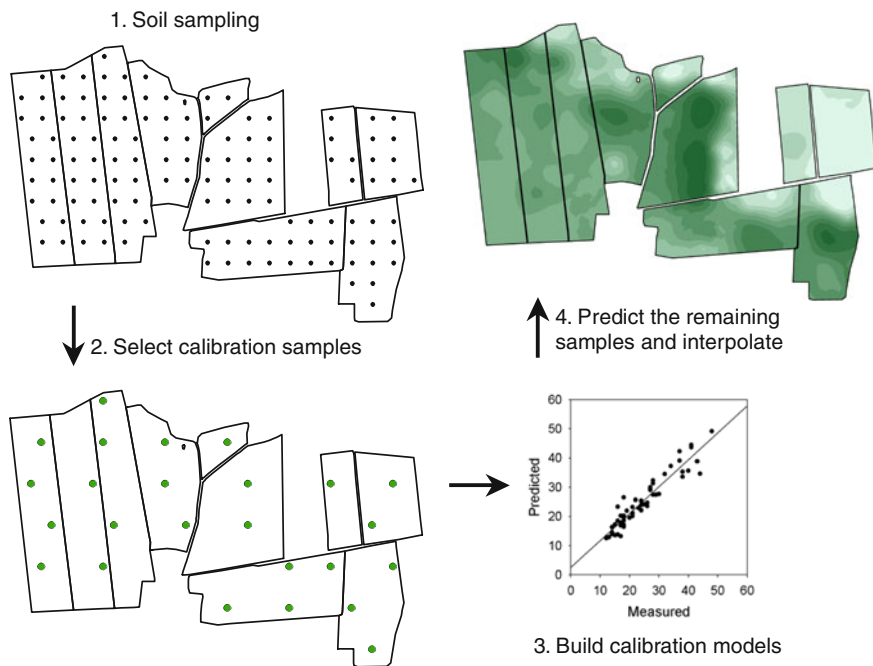 1. Soil sampling
2. Select calibration samples
4. Predict the remaining
samples and interpolate
60
50
40
30
20
10
0
Predicted
0 10 20 30 40 50 60
Measured
3. Build calibration models